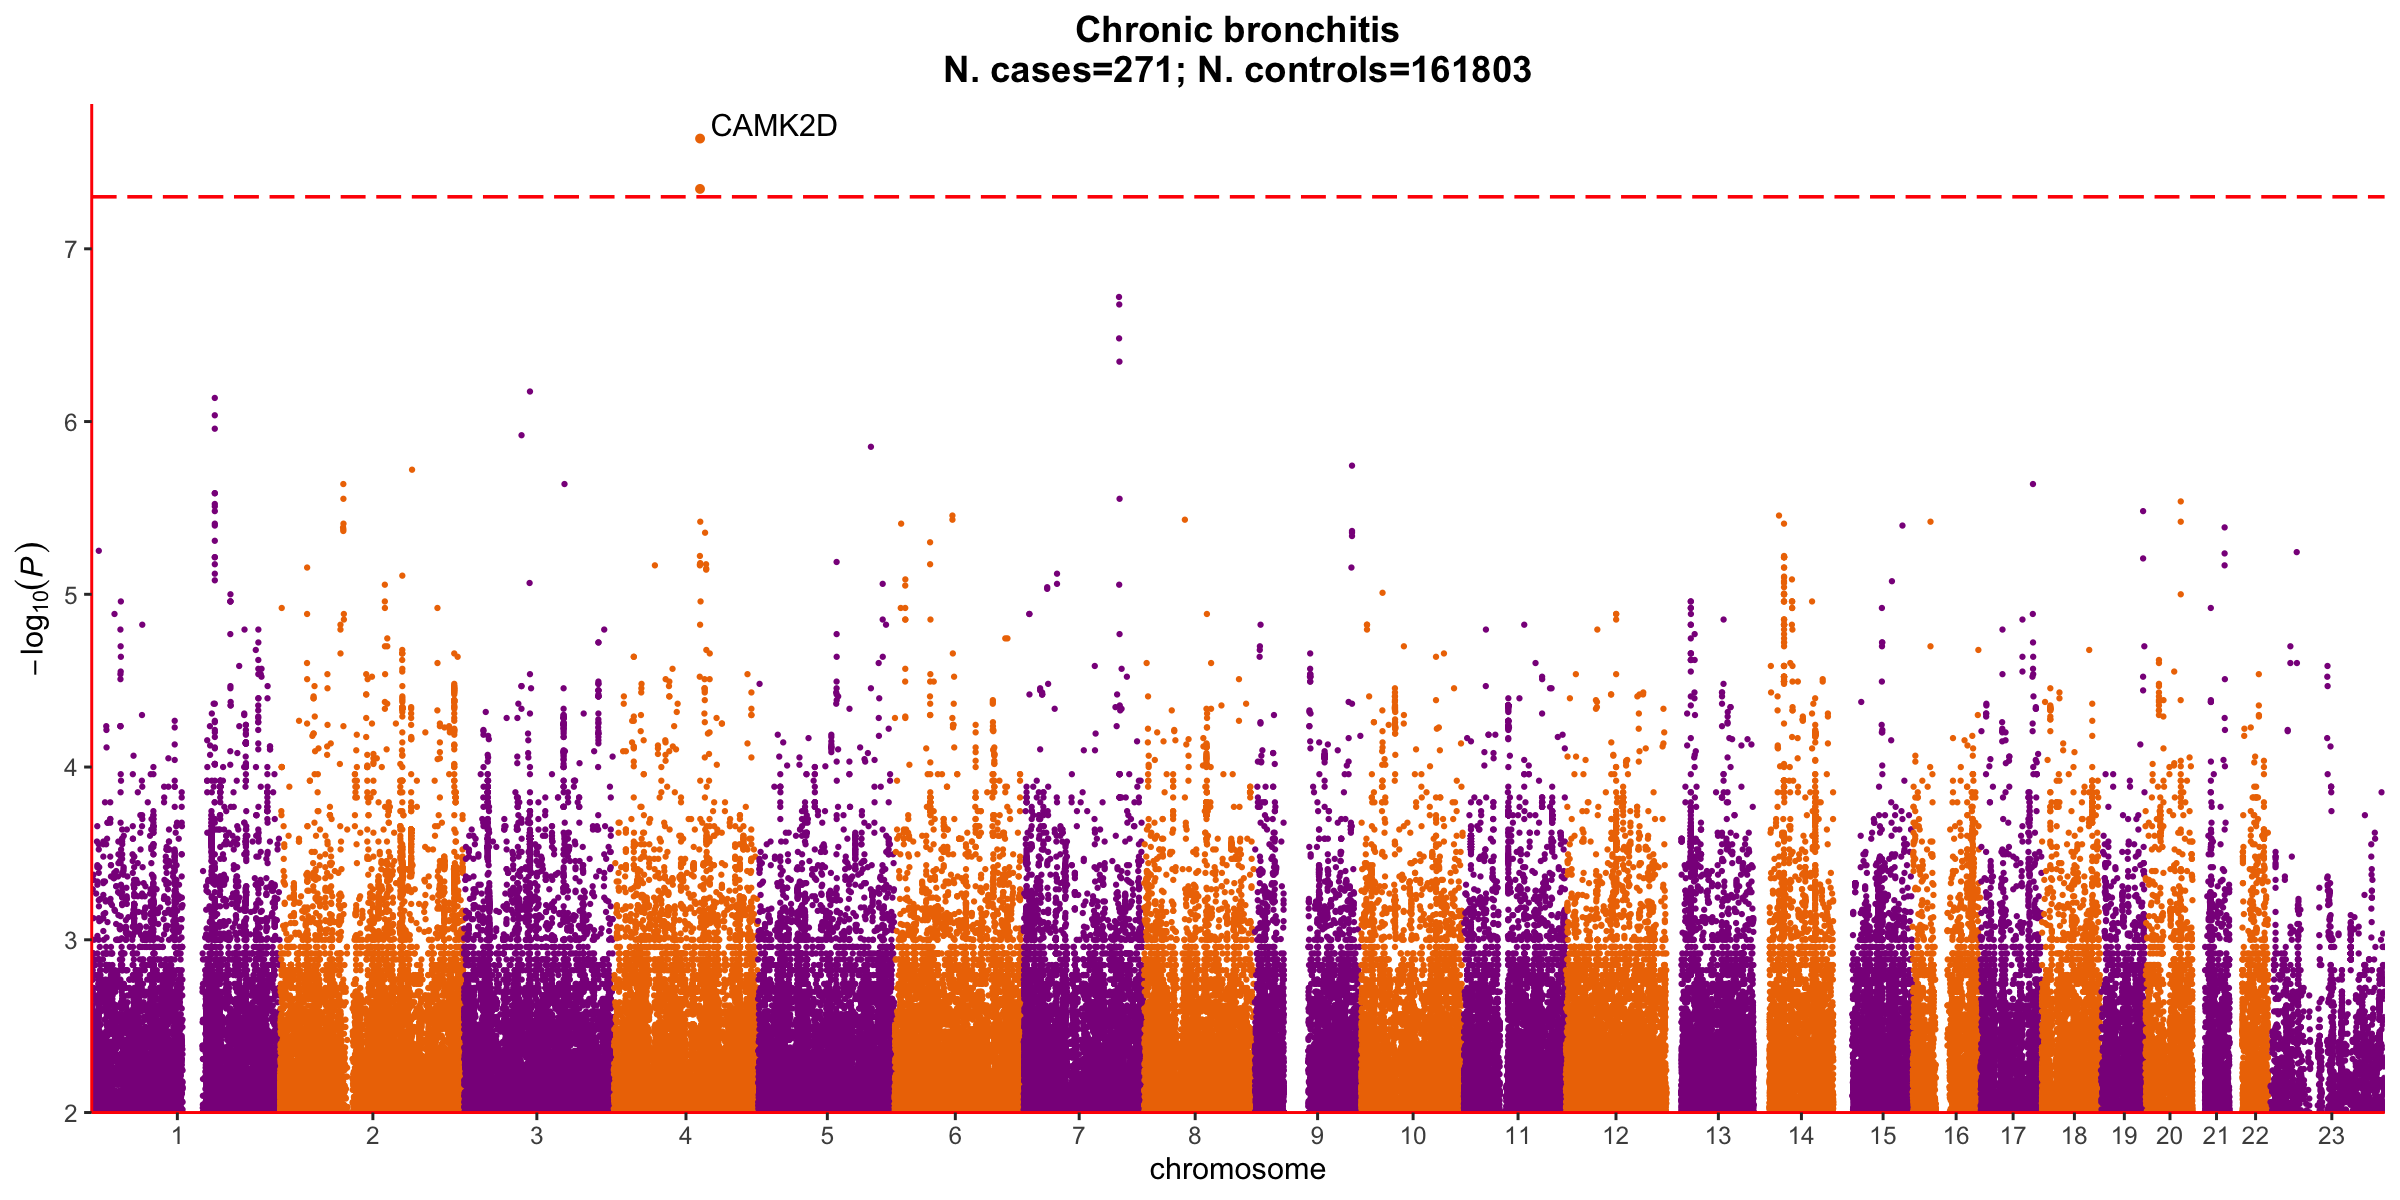 Chronic bronchitis
N. cases=271; N. controls=161803
CAMK2D
7
6
5
4
3
2
−log10(P)
1 2 3 4 5 6 7 8 9 10 11 12 13 14 15 16 17 18 19 20 21 22 23
chromosome